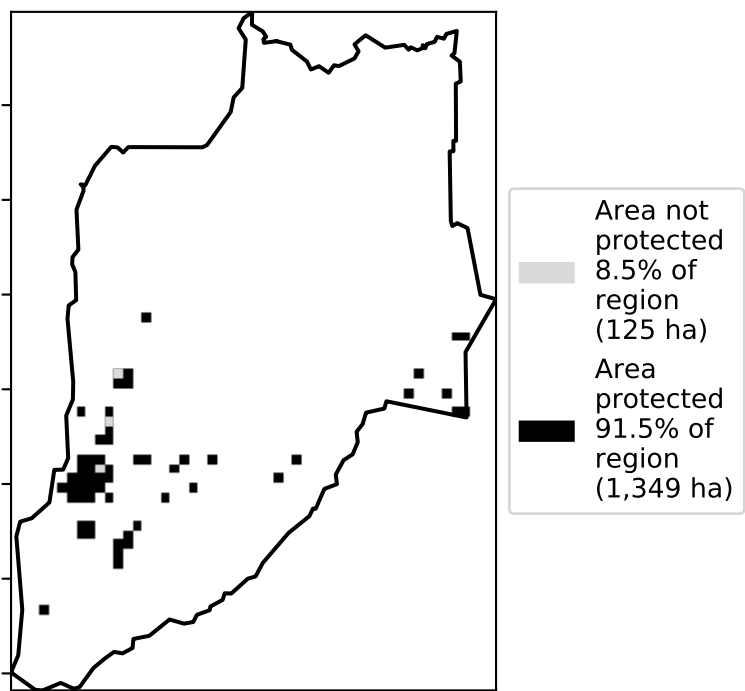 Area not
protected
8.5% of
region
(125 ha)
Area
protected
91.5% of
region
(1,349 ha)